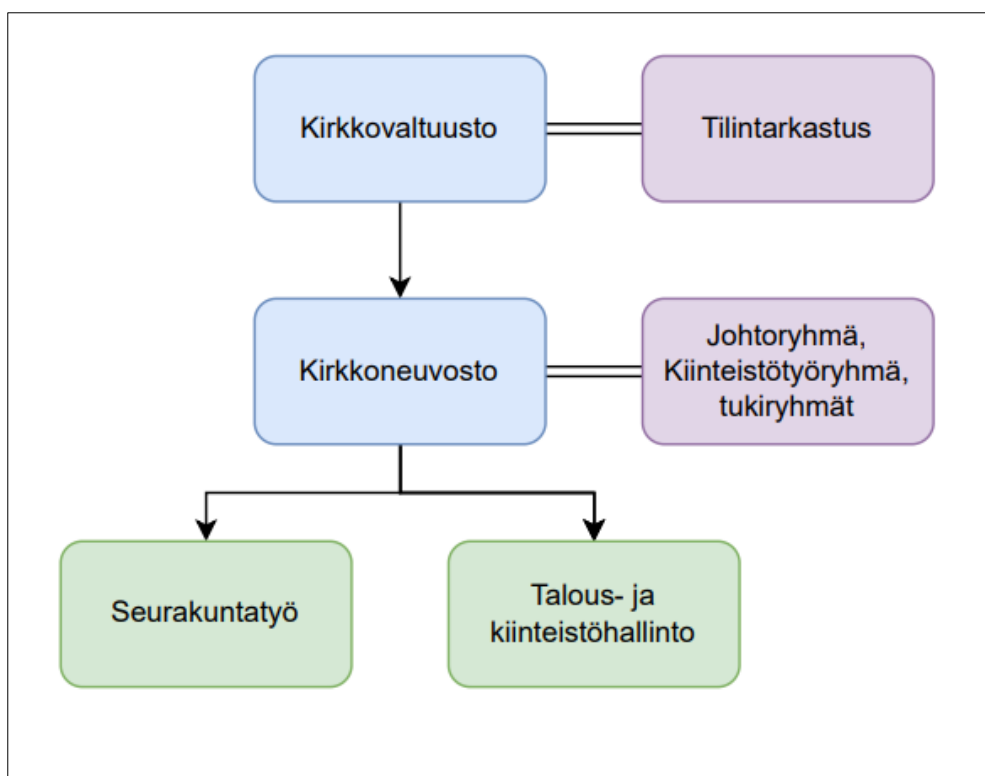 Kirkkovaltuusto
Tilintarkastus
Kirkkoneuvosto
Johtoryhmä,
Kiinteistötyöryhmä,
tukiryhmät
Seurakuntatyö
Talous- ja
kiinteistöhallinto